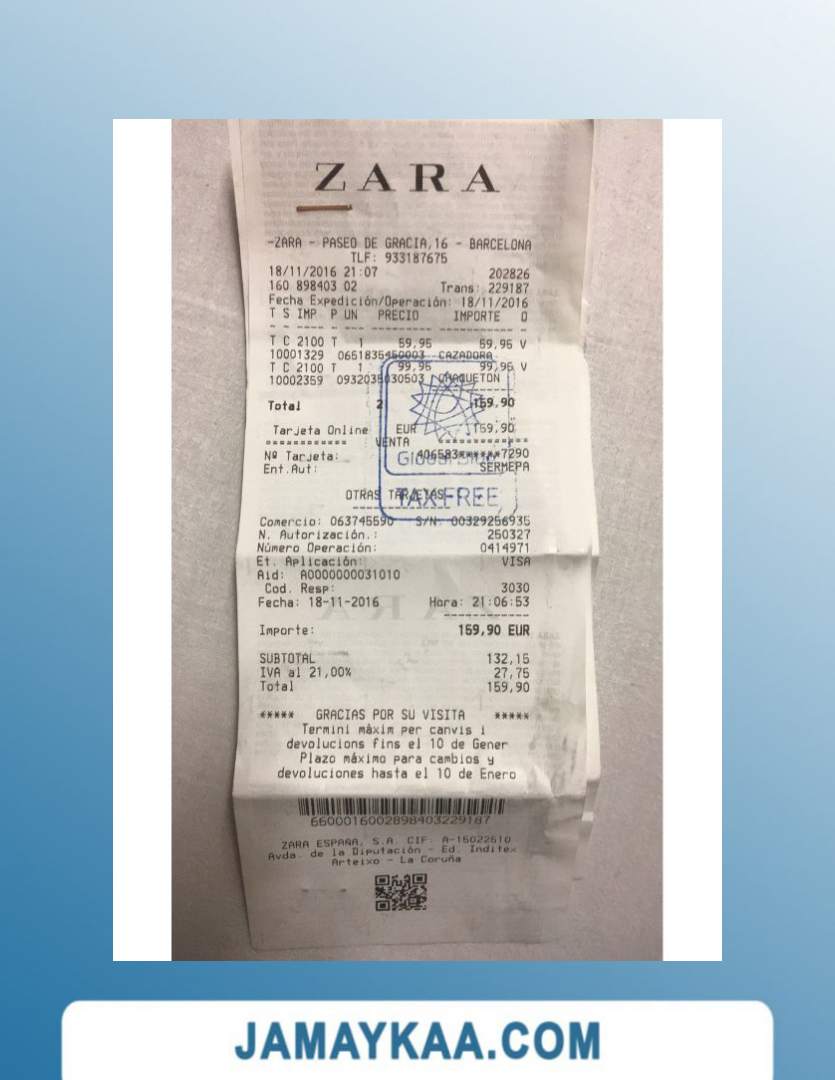 ZARA
-ZARA - PASEO DE GRACIA,16 - BARCELONA
TLF: 933187675
18/11/2016 21:07 202826
160 898403 02 Trans: 229187
Fecha Expedición/Operación: 18/11/2016
T S IMP P UN PRECIO IMPORTE D
T C 2100 T 1 59,95 59,95 V
10001329 CAZADORA
T C 2100 T 1 99,95 99,95 V
10002359 CHAQUETON
Total 2 159,90
Tarjeta Online EUR 159,90
************ VENTA *************
Nº Tarjeta: 406583******7290
Ent.Aut: SERMEPA
Global Blue
TAX FREE
OTRAS TARJETAS
Comercio: 063745590 S/N: 00329256935
N. Autorización.: 250327
Número Operación: 0414971
Et. Aplicación: VISA
Aid: A0000000031010
Cod. Resp: 3030
Fecha: 18-11-2016 Hora: 21:06:53
Importe: 159,90 EUR
SUBTOTAL 132,15
IVA al 21,00% 27,75
Total 159,90
***** GRACIAS POR SU VISITA *****
Termini màxim per canvis i
devolucions fins el 10 de Gener
Plazo máximo para cambios y
devoluciones hasta el 10 de Enero
6600016002898403229187
ZARA ESPAÑA, S.A. CIF: A-15022510
Avda. de la Diputación - Ed. Inditex
Arteixo - La Coruña
JAMAYKAA.COM